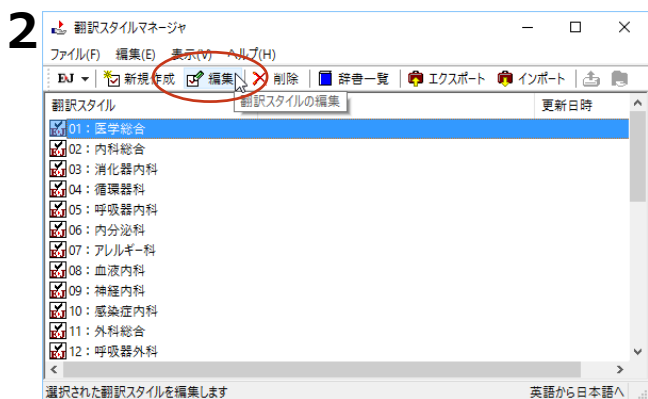 2
翻訳スタイルマネージャ
ファイル(F) 編集(E) 表示(V) ヘルプ(H)
EJ 新規作成 編集 削除 辞書一覧 エクスポート インポート
翻訳スタイル 更新日時
翻訳スタイルの編集
01：医学総合
02：内科総合
03：消化器内科
04：循環器科
05：呼吸器内科
06：内分泌科
07：アレルギー科
08：血液内科
09：神経内科
10：感染症内科
11：外科総合
12：呼吸器外科
選択された翻訳スタイルを編集します 英語から日本語へ